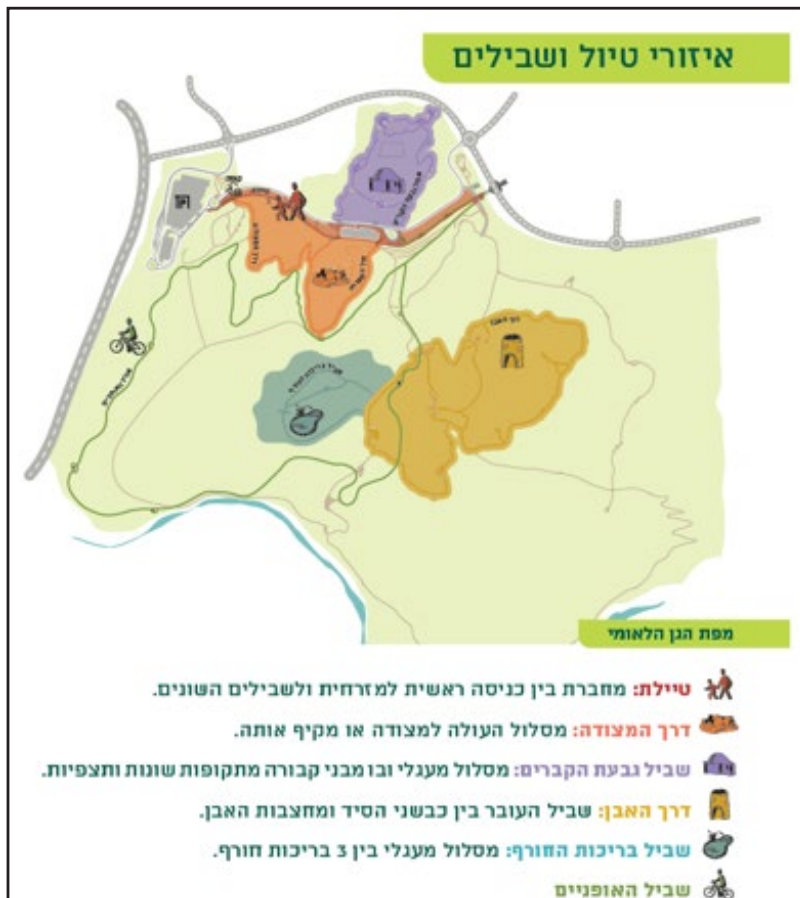 איזורי טיול ושבילים
מפת הגן הלאומי
טיילת: מחברת בין כניסה ראשית למזרחית ולשבילים השונים.
דרך המצודה: מסלול העולה למצודה או מקיף אותה.
שביל גבעת הקברים: מסלול מעגלי ובו מבני קבורה מתקופות שונות ותצפיות.
דרך האבן: שביל העובר בין כבשני הסיד ומחצבות האבן.
שביל בריכות החורף: מסלול מעגלי בין 3 בריכות חורף.
שביל האופניים